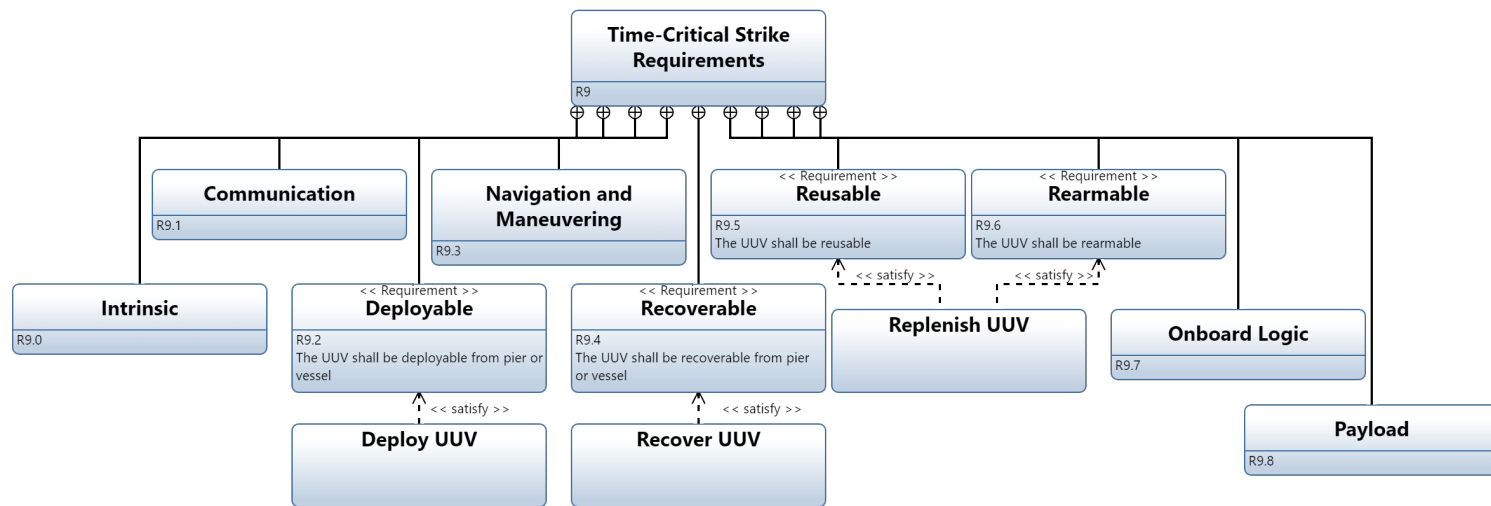 Time-Critical Strike
Requirements
R9
Communication
R9.1
Navigation and
Maneuvering
R9.3
<< Requirement >>
Reusable
R9.5
The UUV shall be reusable
<< Requirement >>
Rearmable
R9.6
The UUV shall be rearmable
<< satisfy >>
<< satisfy >>
Intrinsic
R9.0
<< Requirement >>
Deployable
R9.2
The UUV shall be deployable from pier or
vessel
<< Requirement >>
Recoverable
R9.4
The UUV shall be recoverable from pier
or vessel
Replenish UUV
Onboard Logic
R9.7
<< satisfy >>
<< satisfy >>
Deploy UUV
Recover UUV
Payload
R9.8